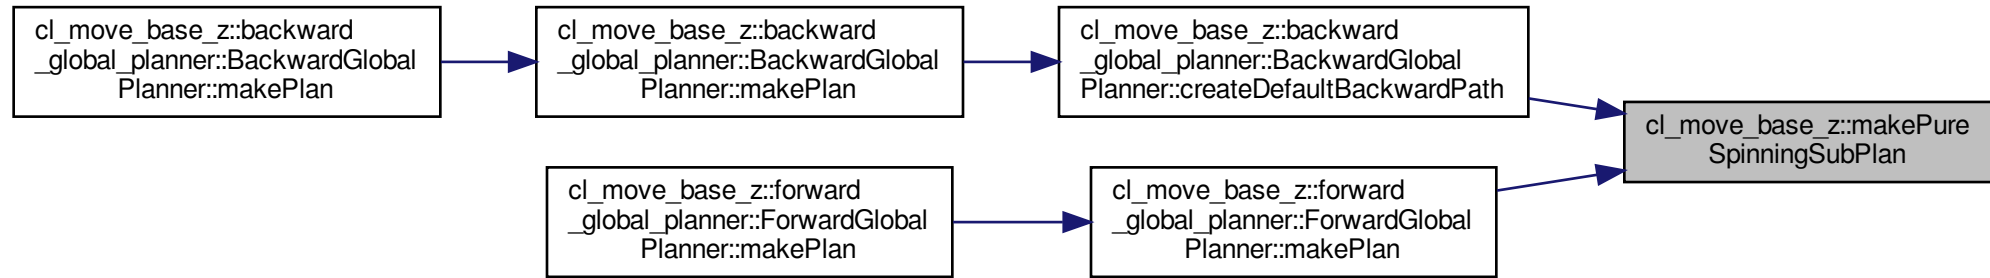 cl_move_base_z::backward
_global_planner::BackwardGlobal
Planner::makePlan
cl_move_base_z::backward
_global_planner::BackwardGlobal
Planner::makePlan
cl_move_base_z::backward
_global_planner::BackwardGlobal
Planner::createDefaultBackwardPath
cl_move_base_z::makePure
SpinningSubPlan
cl_move_base_z::forward
_global_planner::ForwardGlobal
Planner::makePlan
cl_move_base_z::forward
_global_planner::ForwardGlobal
Planner::makePlan